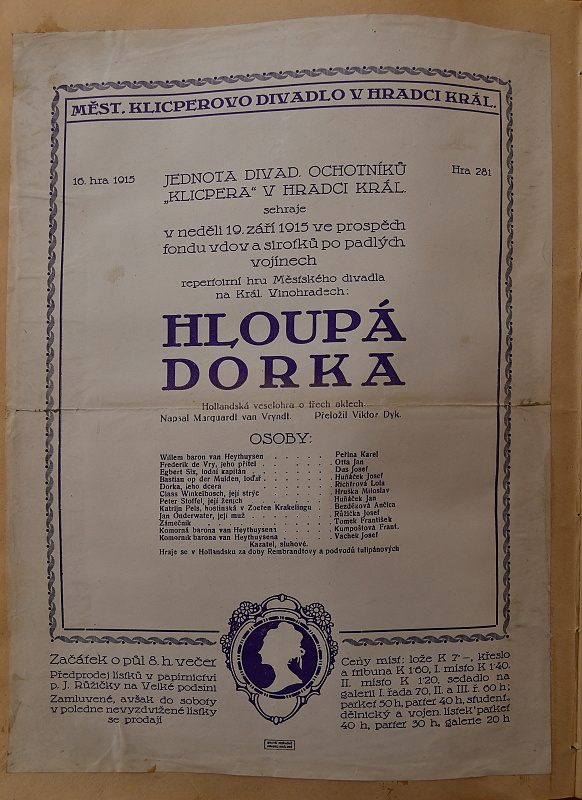 MĚST. KLICPEROVO DIVADLO V HRADCI KRÁL.
16. hra 1915
Hra 281
JEDNOTA DIVAD. OCHOTNÍKŮ
„KLICPERA“ V HRADCI KRÁL.
sehraje
v neděli 19. září 1915 ve prospěch
fondu vdov a sirotků po padlých
vojínech
repertoirní hru Městského divadla
na Král. Vinohradech:
HLOUPÁ
DORKA
Hollandská veselohra o třech aktech.
Napsal Marquardt van Vryndt. Přeložil Viktor Dyk.
OSOBY:
Willem baron van Heythuysen . . . . . Peřina Karel
Frederik de Vry, jeho přítel . . . . . Otta Jan
Egbert Six, lodní kapitán . . . . . Dus Josef
Bastian op der Mulden, loďař . . . . . Huňáček Josef
Dorka, jeho dcera . . . . . Richtrová Lola
Class Winkelbosch, její strýc . . . . . Hruška Miloslav
Peter Stoffel, její ženich . . . . . Huňáček Jan
Katrijn Pels, hostinská v Zoeten Krakelingu . Bezděková Ančica
Jan Onderwater, její muž . . . . . Růžička Josef
Zámečník . . . . . Tomek František
Komorná barona van Heythuysena . . . . . Kumpoštová Frant.
Komorník barona van Heythuysena . . . . . Vachek Josef
Kazatel, sluhové.
Hraje se v Hollandsku za doby Rembrandtovy a podvodů tulipánových
Začátek o půl 8. h. večer
Předprodej lístků v papírnictví
p. J. Růžičky na Velké podsíni
Zamluvené, avšak do soboty
v poledne nevyzdvižené lístky
se prodají
Ceny míst: lože K 7·–, křeslo
a tribuna K 1·60, I. místo K 1·40.
II. místo K 1·20, sedadlo na
galerii I. řada 70, II. a III. ř. 60 h;
parket 50 h, parter 40 h, student.
dělnický a vojen. lístek parket
40 h, parter 30 h, galerie 20 h